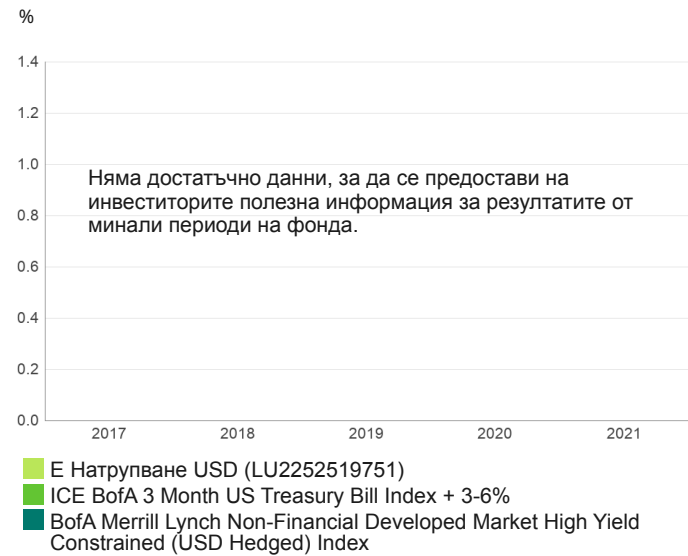 %
1.4
1.2
1.0
Няма достатъчно данни, за да се предостави на
инвеститорите полезна информация за резултатите от
0.8
минали периоди на фонда.
0.6
0.4
0.2
0.0
2017 2018 2019 2020 2021
E Натрупване USD (LU2252519751)
ICE BofA 3 Month US Treasury Bill Index + 3-6%
BofA Merrill Lynch Non-Financial Developed Market High Yield
Constrained (USD Hedged) Index